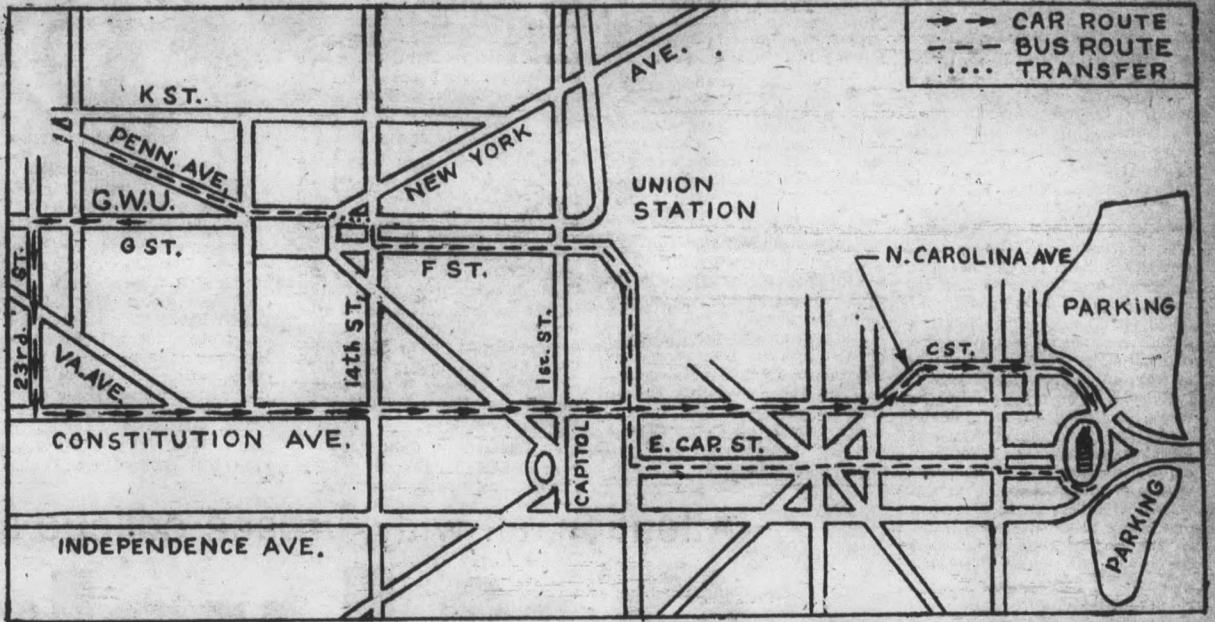 CAR ROUTE
BUS ROUTE
TRANSFER
AVE.
K ST.
PENN. AVE,
NEW YORK
UNION
STATION
G.W.U.
G ST.
N. CAROLINA AVE
F ST.
PARKING
23rd. ST.
VA. AVE.
14th ST,
1st. ST.
C ST.
CONSTITUTION AVE.
CAPITOL
E. CAP. ST.
INDEPENDENCE AVE.
PARKING